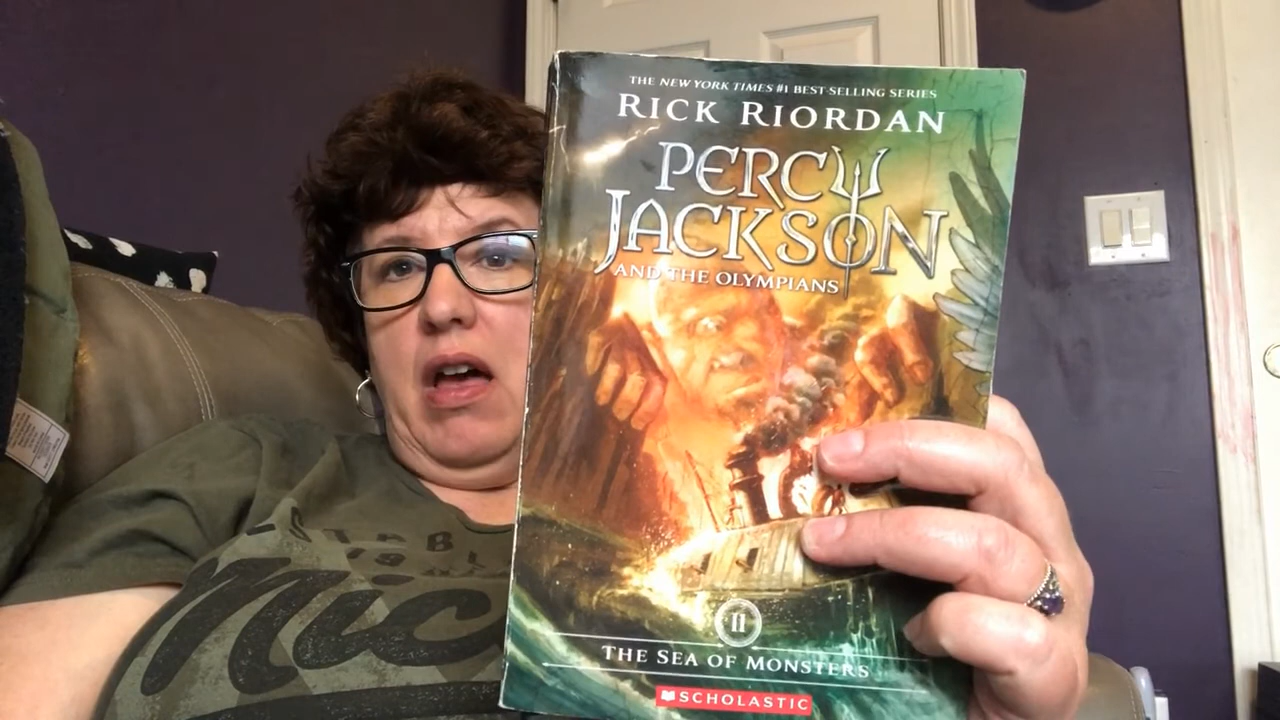 THE NEW YORK TIMES #1 BEST-SELLING SERIES
RICK RIORDAN
PERCY
JACKSON
AND THE OLYMPIANS
II
THE SEA OF MONSTERS
SCHOLASTIC